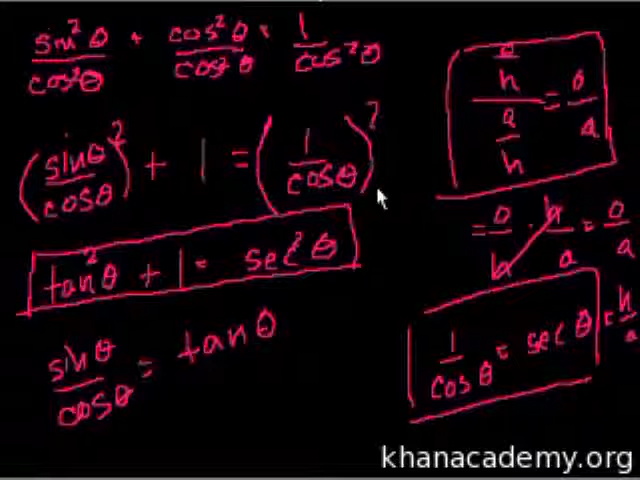 sin²θ/cos²θ + cos²θ/cos²θ = 1/cos²θ
(sinθ/cosθ)² + 1 = (1/cosθ)²
tan²θ + 1 = sec²θ
sinθ/cosθ = tanθ
o/h / a/h = o/a
= o/h · h/a = o/a
1/cosθ = secθ = h/a
khanacademy.org